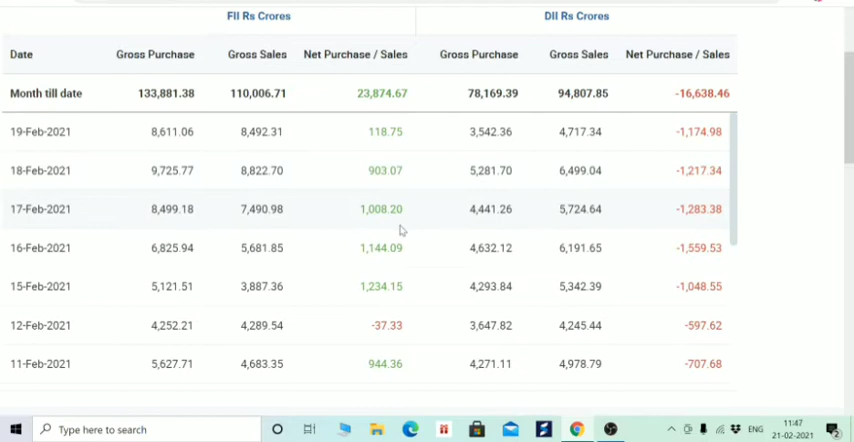 FII Rs Crores DII Rs Crores
Date Gross Purchase Gross Sales Net Purchase / Sales Gross Purchase Gross Sales Net Purchase / Sales
Month till date 133,881.38 110,006.71 23,874.67 78,169.39 94,807.85 -16,638.46
19-Feb-2021 8,611.06 8,492.31 118.75 3,542.36 4,717.34 -1,174.98
18-Feb-2021 9,725.77 8,822.70 903.07 5,281.70 6,499.04 -1,217.34
17-Feb-2021 8,499.18 7,490.98 1,008.20 4,441.26 5,724.64 -1,283.38
16-Feb-2021 6,825.94 5,681.85 1,144.09 4,632.12 6,191.65 -1,559.53
15-Feb-2021 5,121.51 3,887.36 1,234.15 4,293.84 5,342.39 -1,048.55
12-Feb-2021 4,252.21 4,289.54 -37.33 3,647.82 4,245.44 -597.62
11-Feb-2021 5,627.71 4,683.35 944.36 4,271.11 4,978.79 -707.68
Type here to search ENG 11:47
21-02-2021 2